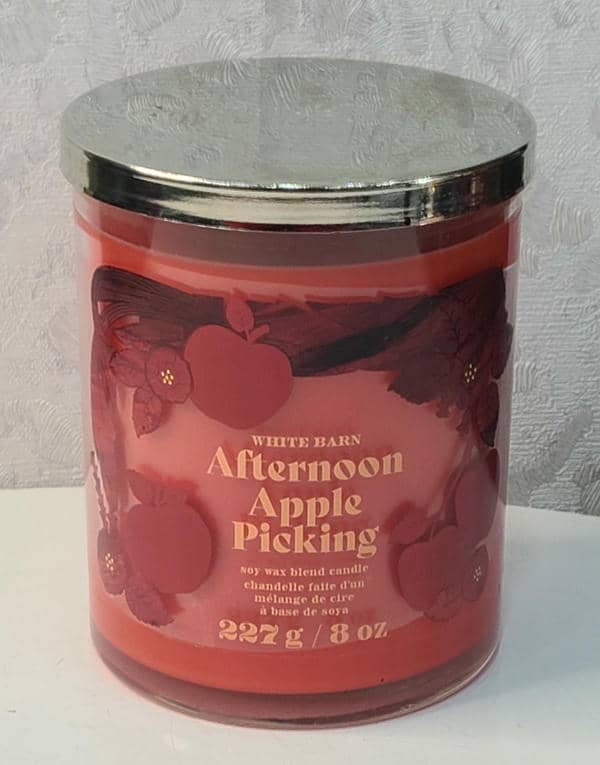 WHITE BARN
Afternoon
Apple
Picking
soy wax blend candle
chandelle faite d'un
mélange de cire
à base de soya
227 g / 8 oz